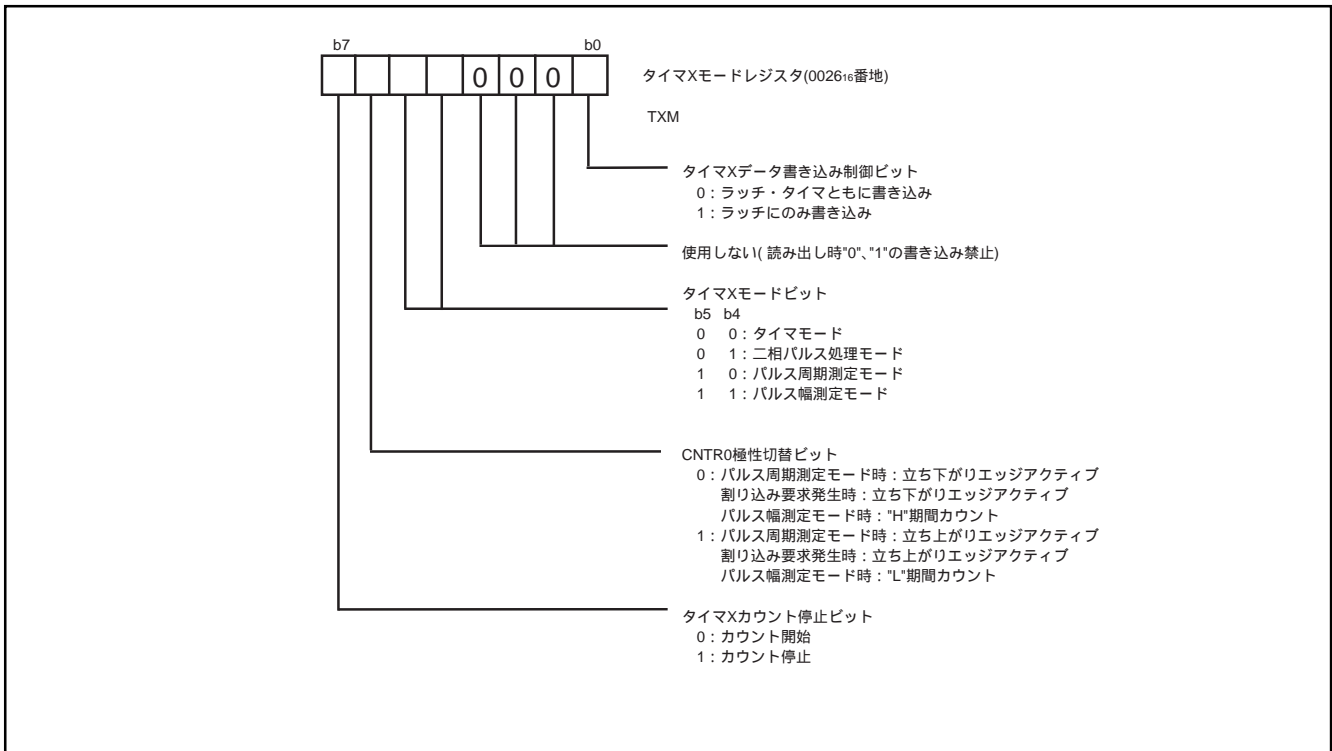 b7 b0
0 0 0
タイマXモードレジスタ(0026₁₆番地)
TXM
タイマXデータ書き込み制御ビット
0：ラッチ・タイマともに書き込み
1：ラッチにのみ書き込み
使用しない( 読み出し時"0"、"1"の書き込み禁止)
タイマXモードビット
b5 b4
0 0：タイマモード
0 1：二相パルス処理モード
1 0：パルス周期測定モード
1 1：パルス幅測定モード
CNTR0極性切替ビット
0：パルス周期測定モード時：立ち下がりエッジアクティブ
割り込み要求発生時：立ち下がりエッジアクティブ
パルス幅測定モード時："H"期間カウント
1：パルス周期測定モード時：立ち上がりエッジアクティブ
割り込み要求発生時：立ち上がりエッジアクティブ
パルス幅測定モード時："L"期間カウント
タイマXカウント停止ビット
0：カウント開始
1：カウント停止